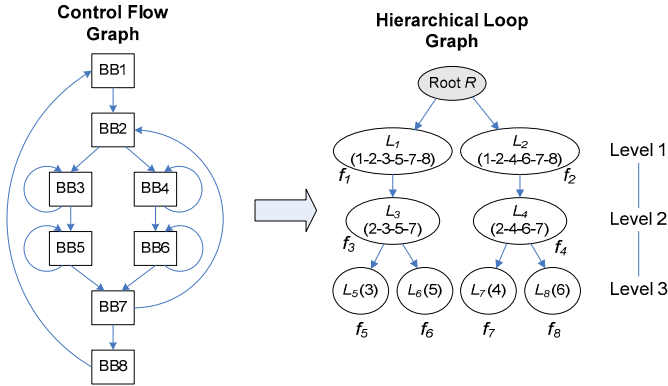 Control Flow
Graph
BB1
BB2
BB3
BB4
BB5
BB6
BB7
BB8
Hierarchical Loop
Graph
Root R
L1
(1-2-3-5-7-8)
f1
L2
(1-2-4-6-7-8)
f2
Level 1
L3
(2-3-5-7)
f3
L4
(2-4-6-7)
f4
Level 2
L5(3)
L6(5)
L7(4)
L8(6)
Level 3
f5
f6
f7
f8